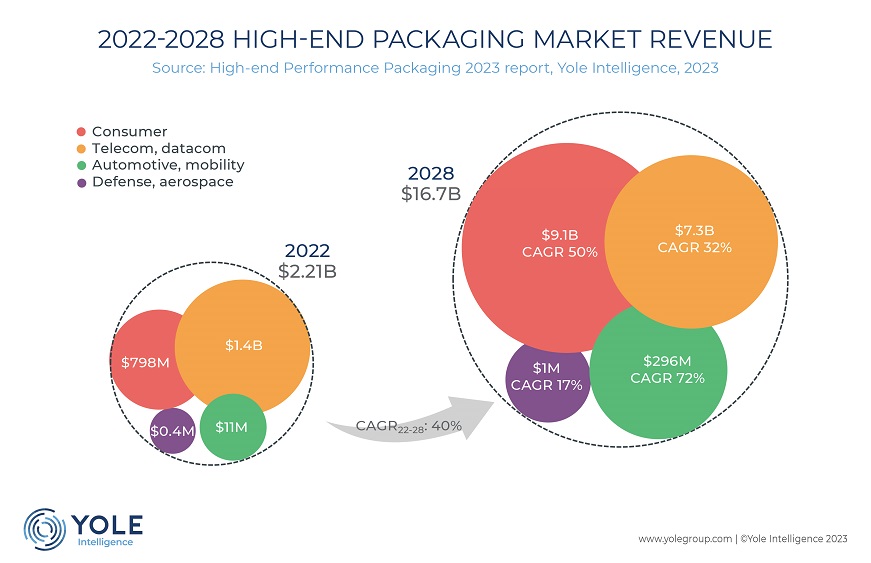 2022-2028 HIGH-END PACKAGING MARKET REVENUE
Source: High-end Performance Packaging 2023 report, Yole Intelligence, 2023
Consumer
Telecom, datacom
Automotive, mobility
Defense, aerospace
2022
$2.21B
$798M
$1.4B
$0.4M
$11M
CAGR22-28: 40%
2028
$16.7B
$9.1B
CAGR 50%
$7.3B
CAGR 32%
$1M
CAGR 17%
$296M
CAGR 72%
YOLE
Intelligence
www.yolegroup.com | ©Yole Intelligence 2023